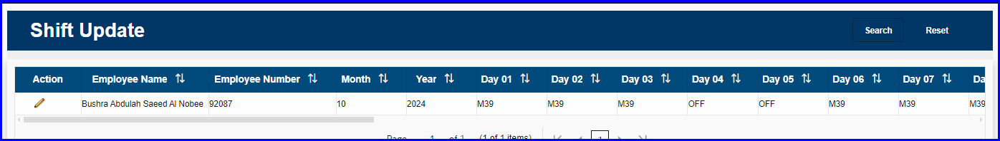 Shift Update
Search Reset
Action Employee Name Employee Number Month Year Day 01 Day 02 Day 03 Day 04 Day 05 Day 06 Day 07 Da
Bushra Abdulah Saeed Al Nobee 92087 10 2024 M39 M39 M39 OFF OFF M39 M39 M39
Page 1 of 1 (1 of 1 items) 1